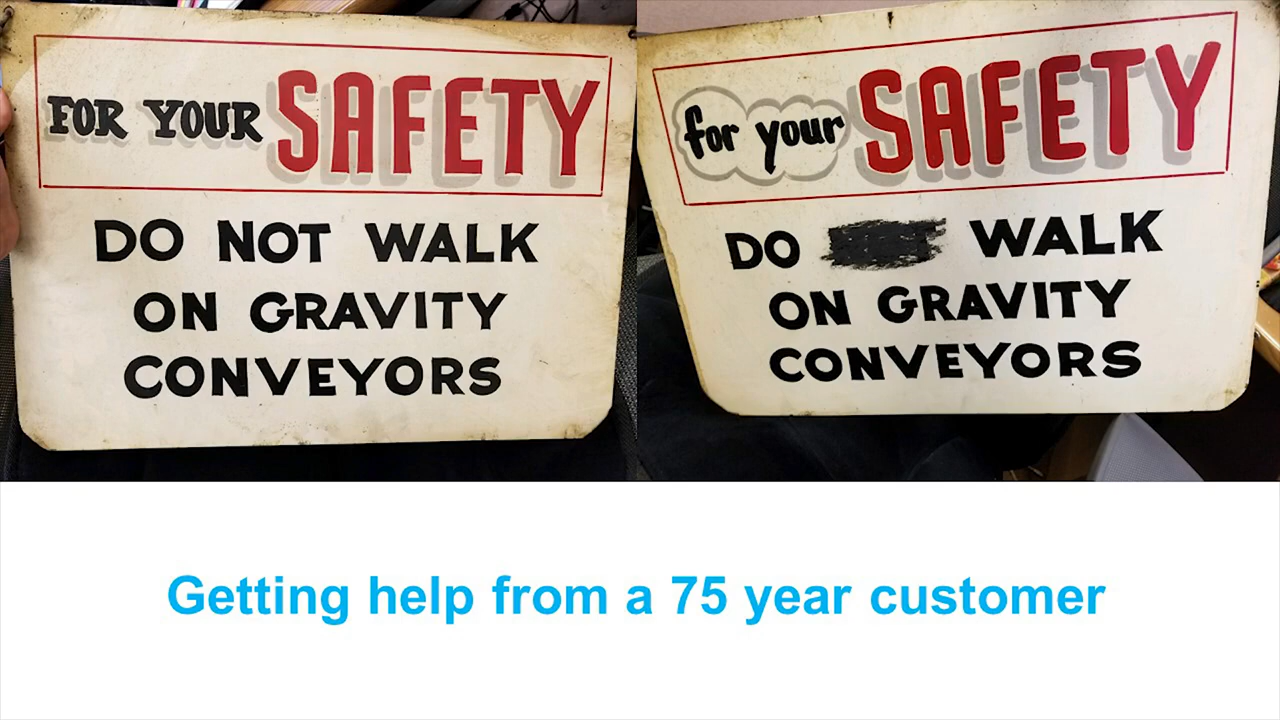 FOR YOUR SAFETY
DO NOT WALK
ON GRAVITY
CONVEYORS
for your SAFETY
DO WALK
ON GRAVITY
CONVEYORS
Getting help from a 75 year customer